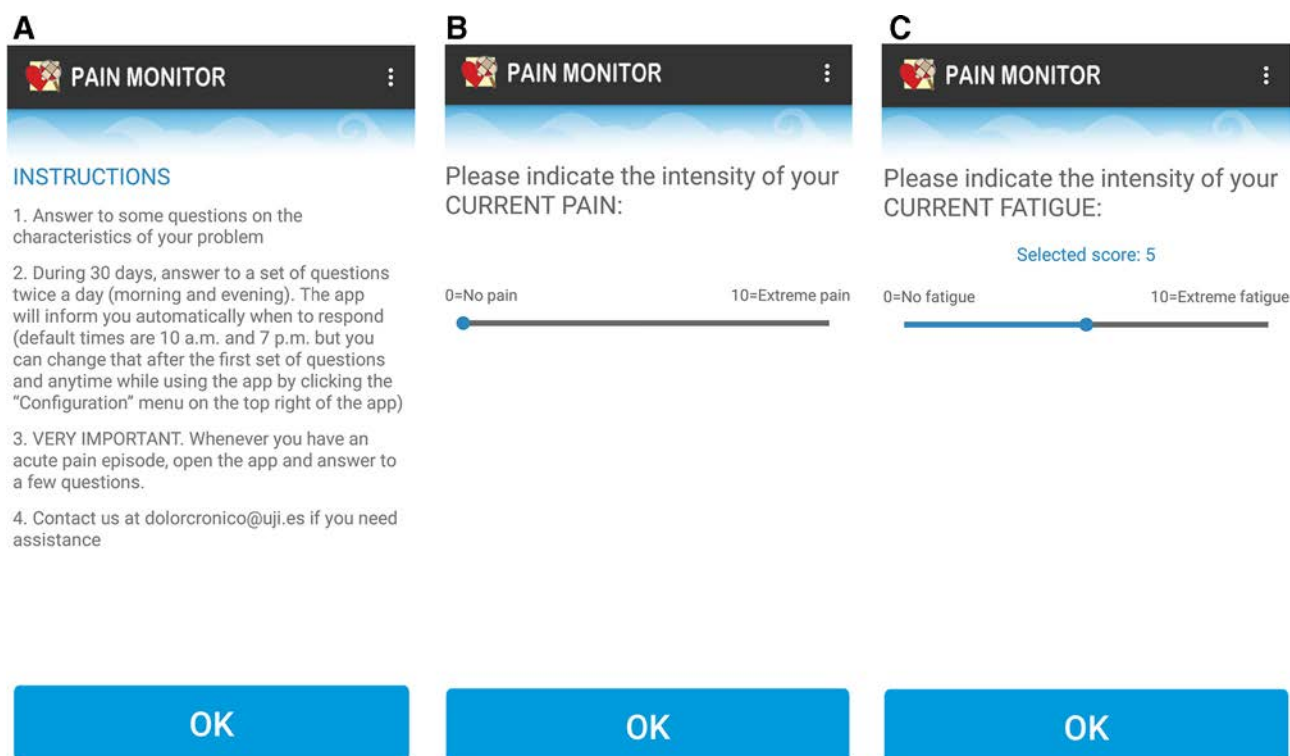 A
PAIN MONITOR
INSTRUCTIONS
1. Answer to some questions on the
characteristics of your problem
2. During 30 days, answer to a set of questions
twice a day (morning and evening). The app
will inform you automatically when to respond
(default times are 10 a.m. and 7 p.m. but you
can change that after the first set of questions
and anytime while using the app by clicking the
“Configuration” menu on the top right of the app)
3. VERY IMPORTANT. Whenever you have an
acute pain episode, open the app and answer to
a few questions.
4. Contact us at dolorcronico@uji.es if you need
assistance
OK
B
PAIN MONITOR
Please indicate the intensity of your
CURRENT PAIN:
0=No pain 10=Extreme pain
OK
C
PAIN MONITOR
Please indicate the intensity of your
CURRENT FATIGUE:
Selected score: 5
0=No fatigue 10=Extreme fatigue
OK